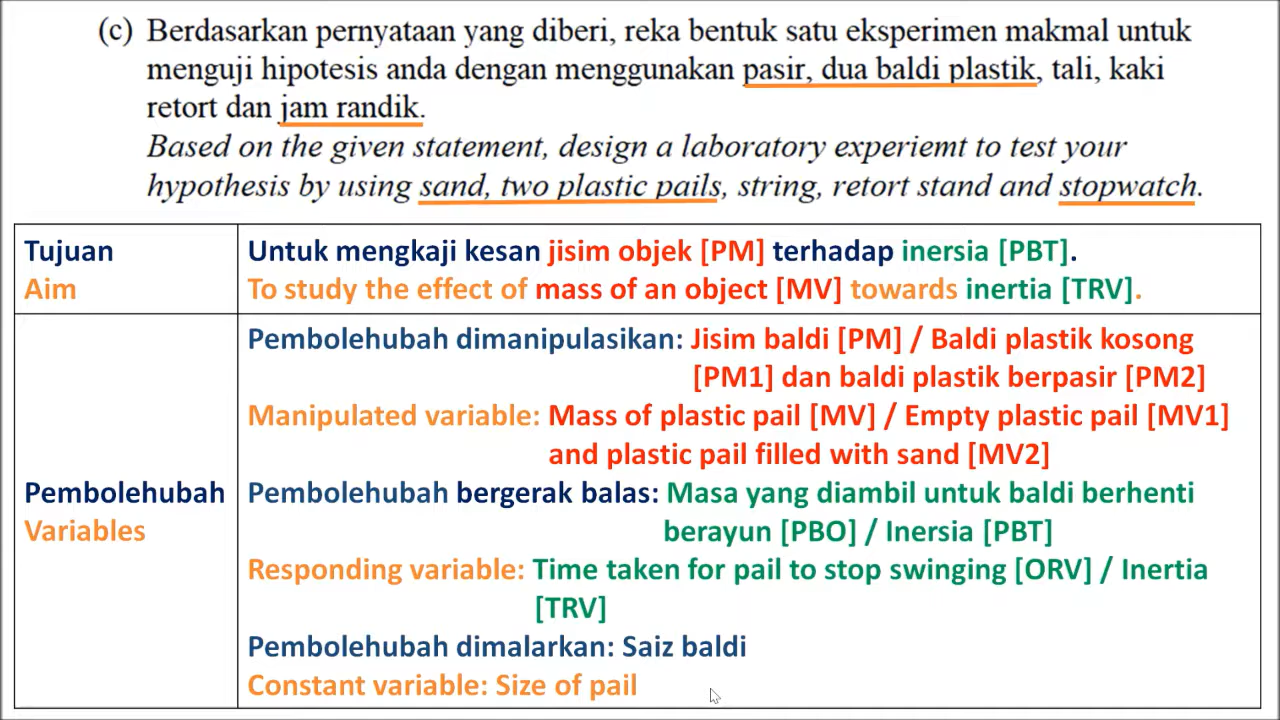 (c) Berdasarkan pernyataan yang diberi, reka bentuk satu eksperimen makmal untuk
menguji hipotesis anda dengan menggunakan pasir, dua baldi plastik, tali, kaki
retort dan jam randik.
Based on the given statement, design a laboratory experiemt to test your
hypothesis by using sand, two plastic pails, string, retort stand and stopwatch.
Tujuan
Aim
Untuk mengkaji kesan jisim objek [PM] terhadap inersia [PBT].
To study the effect of mass of an object [MV] towards inertia [TRV].
Pembolehubah
Variables
Pembolehubah dimanipulasikan: Jisim baldi [PM] / Baldi plastik kosong
[PM1] dan baldi plastik berpasir [PM2]
Manipulated variable: Mass of plastic pail [MV] / Empty plastic pail [MV1]
and plastic pail filled with sand [MV2]
Pembolehubah bergerak balas: Masa yang diambil untuk baldi berhenti
berayun [PBO] / Inersia [PBT]
Responding variable: Time taken for pail to stop swinging [ORV] / Inertia
[TRV]
Pembolehubah dimalarkan: Saiz baldi
Constant variable: Size of pail